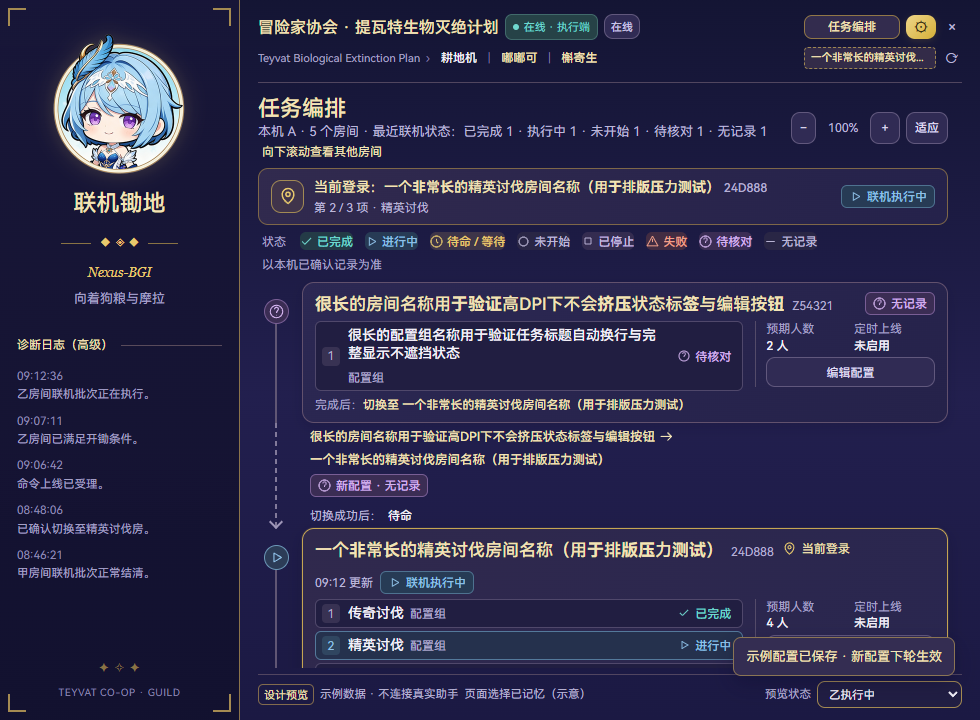 联机锄地
Nexus-BGI
向着狗粮与摩拉
诊断日志（高级）
09:12:36
乙房间联机批次正在执行。
09:07:11
乙房间已满足开锄条件。
09:06:42
命令上线已受理。
08:48:06
已确认切换至精英讨伐房。
08:46:21
甲房间联机批次正常结清。
TEYVAT CO-OP · GUILD
冒险家协会 · 提瓦特生物灭绝计划 在线 · 执行端 在线
任务编排 ×
Teyvat Biological Extinction Plan › 耕地机 | 嘟嘟可 | 槲寄生
一个非常长的精英讨伐...
任务编排
本机 A · 5 个房间 · 最近联机状态：已完成 1 · 执行中 1 · 未开始 1 · 待核对 1 · 无记录 1
向下滚动查看其他房间
− 100% + 适应
当前登录：一个非常长的精英讨伐房间名称（用于排版压力测试） 24D888
第 2 / 3 项 · 精英讨伐
联机执行中
状态 已完成 进行中 待命 / 等待 未开始 已停止 失败 待核对 无记录
以本机已确认记录为准
很长的房间名称用于验证高DPI下不会挤压状态标签与编辑按钮 Z54321 无记录
1 很长的配置组名称用于验证任务标题自动换行与完
整显示不遮挡状态
配置组
待核对
预期人数 定时上线
2 人 未启用
编辑配置
完成后： 切换至 一个非常长的精英讨伐房间名称（用于排版压力测试）
很长的房间名称用于验证高DPI下不会挤压状态标签与编辑按钮 →
一个非常长的精英讨伐房间名称（用于排版压力测试）
新配置 · 无记录
切换成功后： 待命
一个非常长的精英讨伐房间名称（用于排版压力测试） 24D888 当前登录
09:12 更新 联机执行中
1 传奇讨伐 配置组 已完成
2 精英讨伐 配置组 进行中
预期人数 定时上线
4 人 未启用
示例配置已保存 · 新配置下轮生效
设计预览 示例数据 · 不连接真实助手 页面选择已记忆（示意）
预览状态 乙执行中